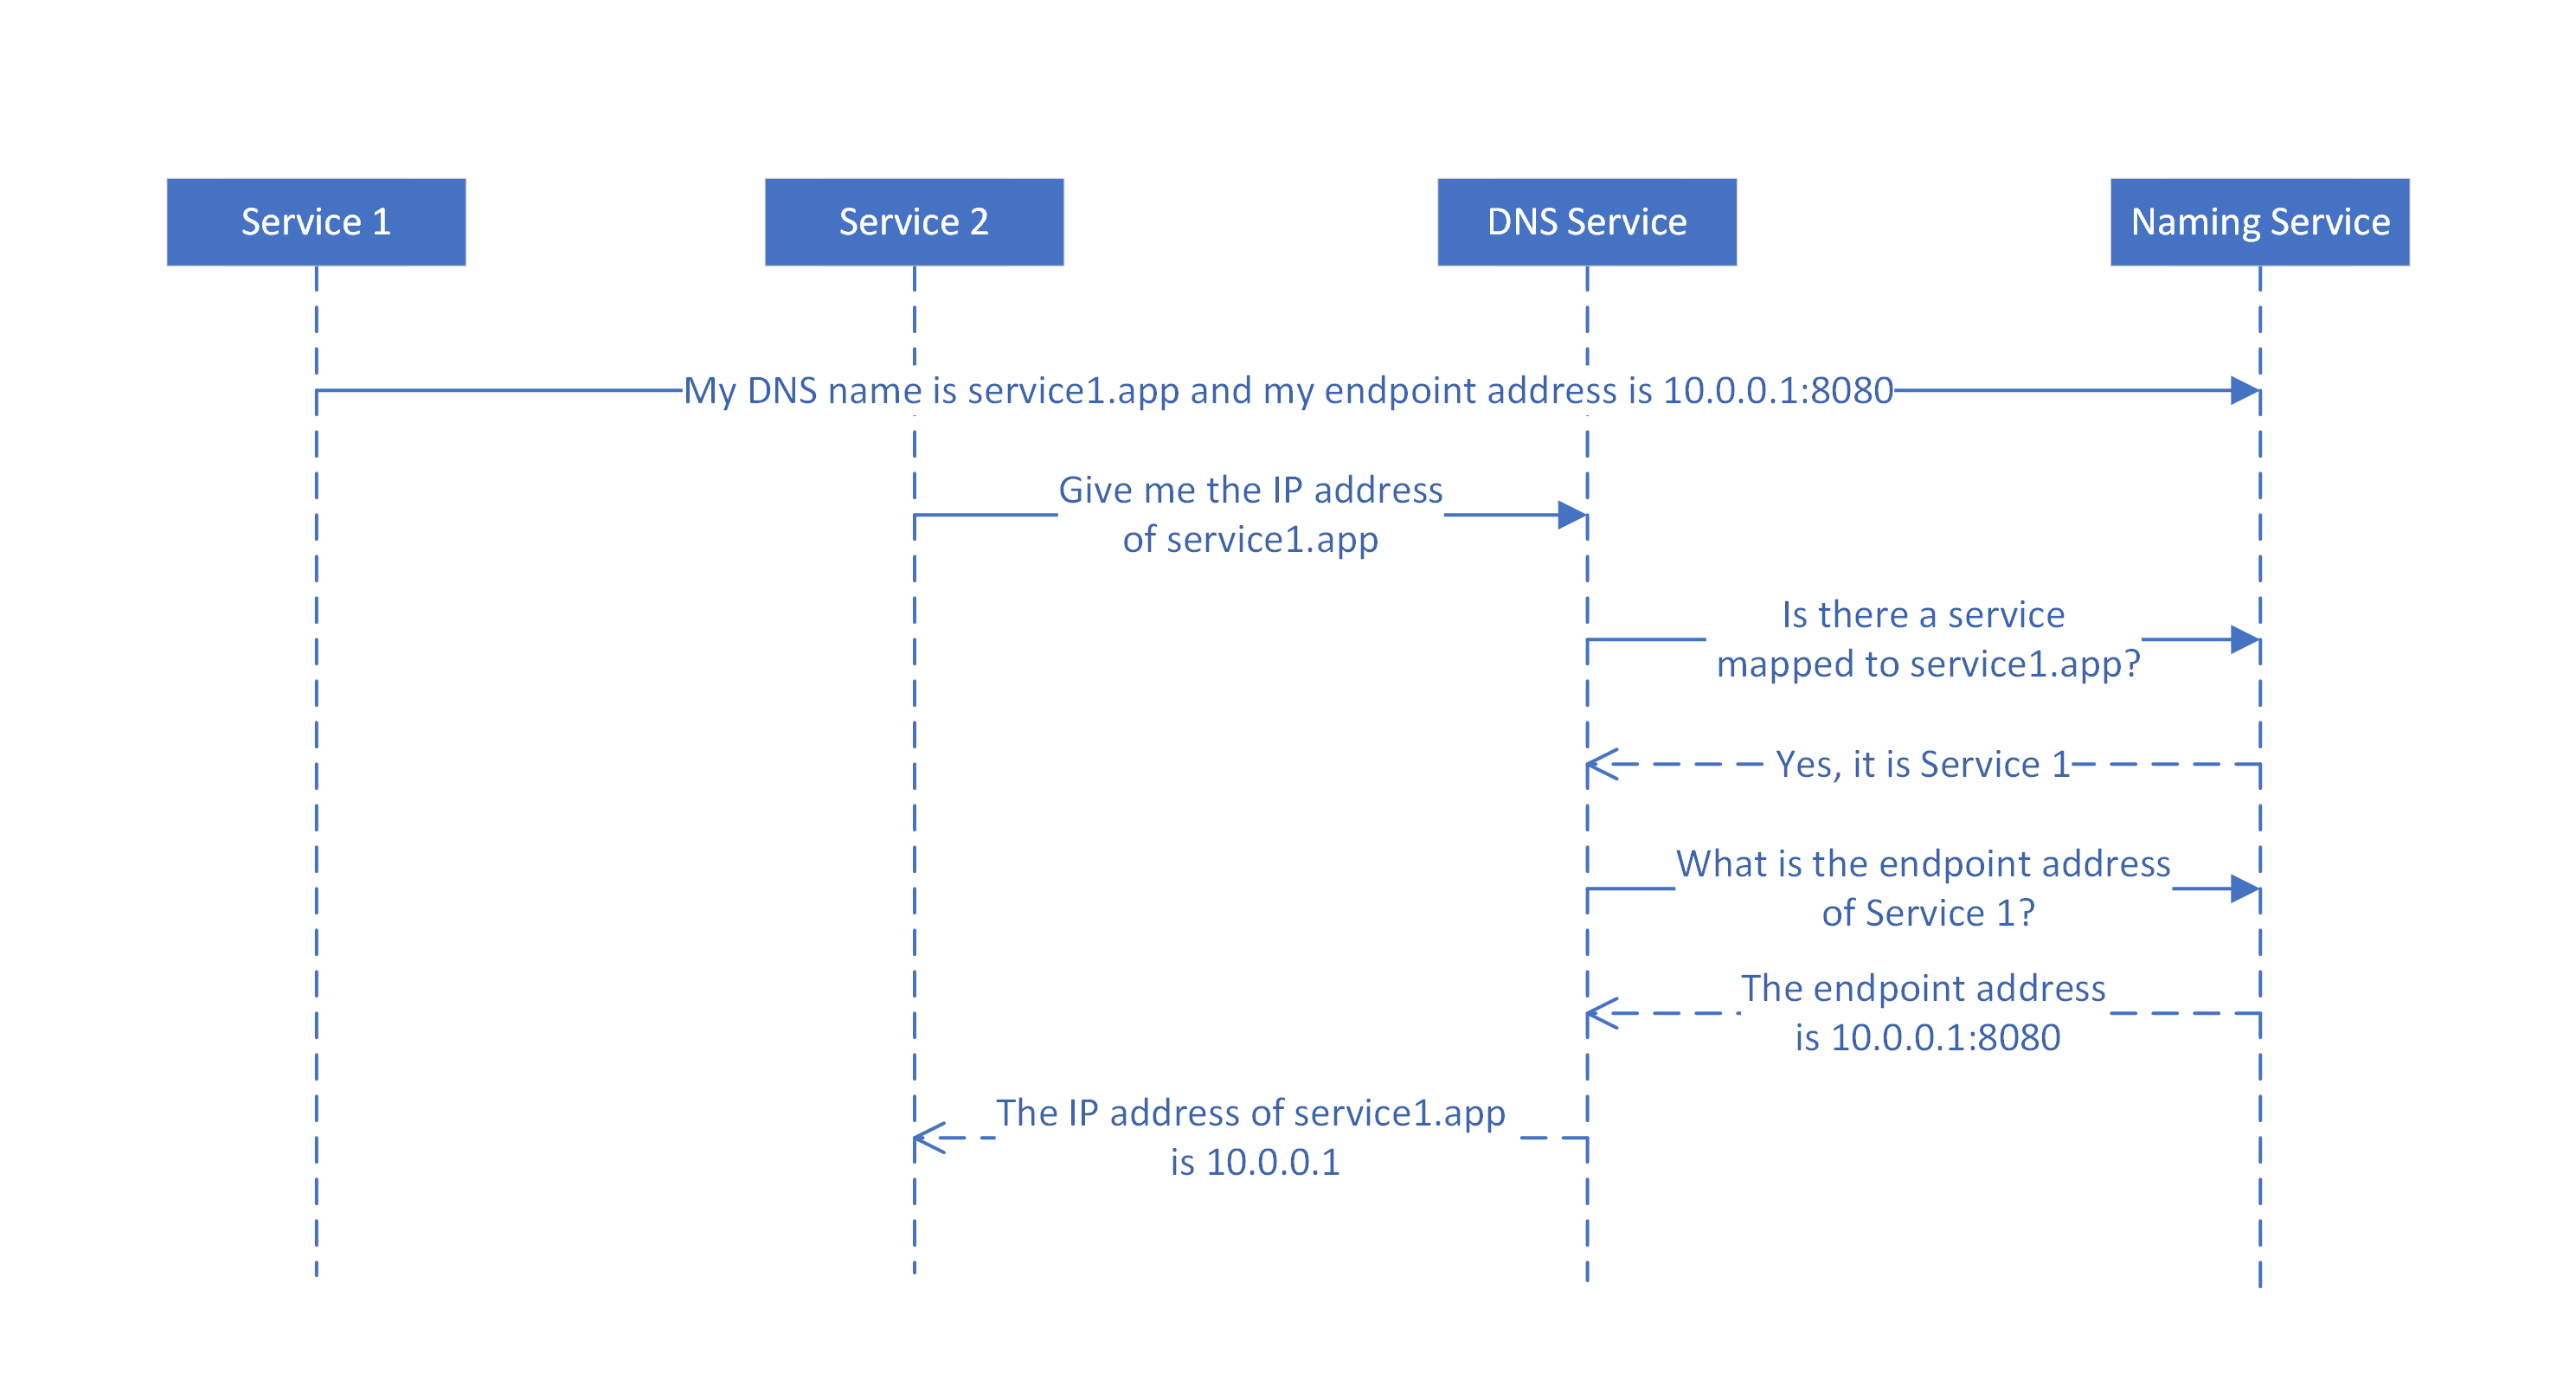 Service 1
Service 2
DNS Service
Naming Service
My DNS name is service1.app and my endpoint address is 10.0.0.1:8080
Give me the IP address
of service1.app
Is there a service
mapped to service1.app?
Yes, it is Service 1
What is the endpoint address
of Service 1?
The endpoint address
is 10.0.0.1:8080
The IP address of service1.app
is 10.0.0.1